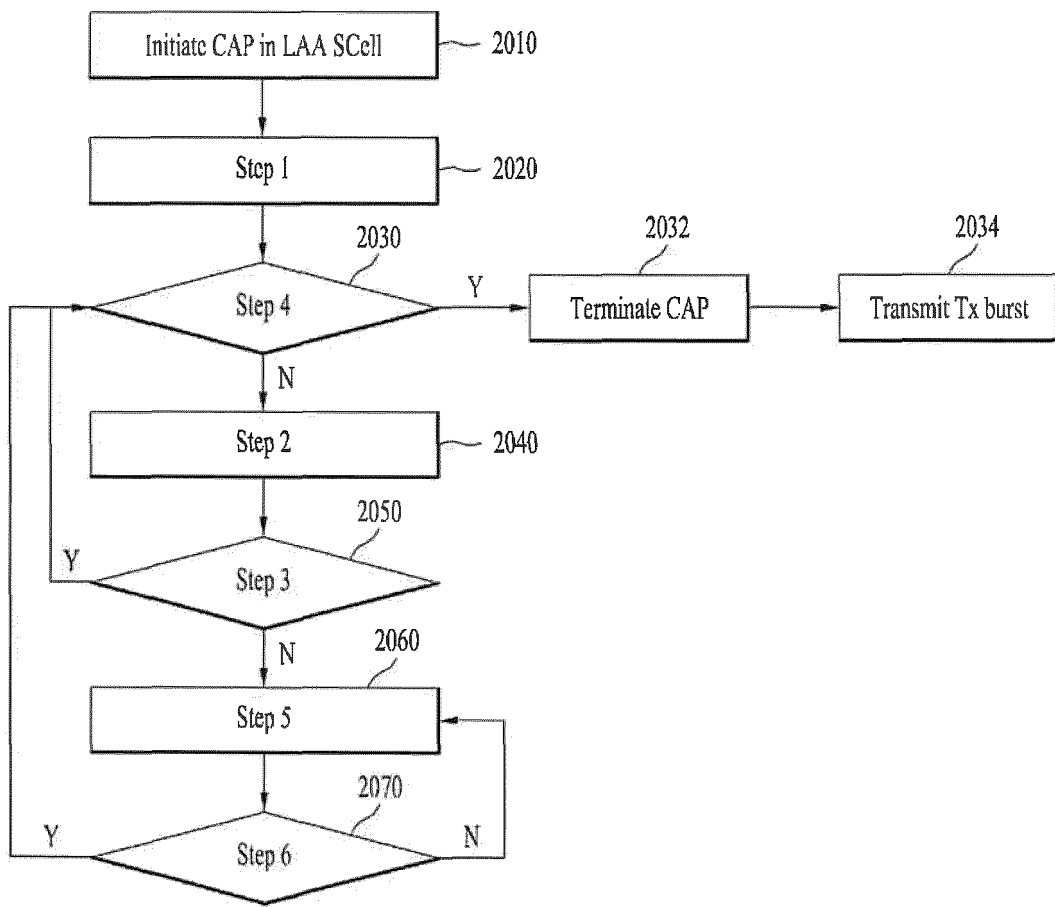 Initiate CAP in LAA SCell
2010
Step 1
2020
2030
Step 4
Y
N
2032
Terminate CAP
2034
Transmit Tx burst
Step 2
2040
2050
Step 3
Y
N
2060
Step 5
2070
Step 6
Y
N